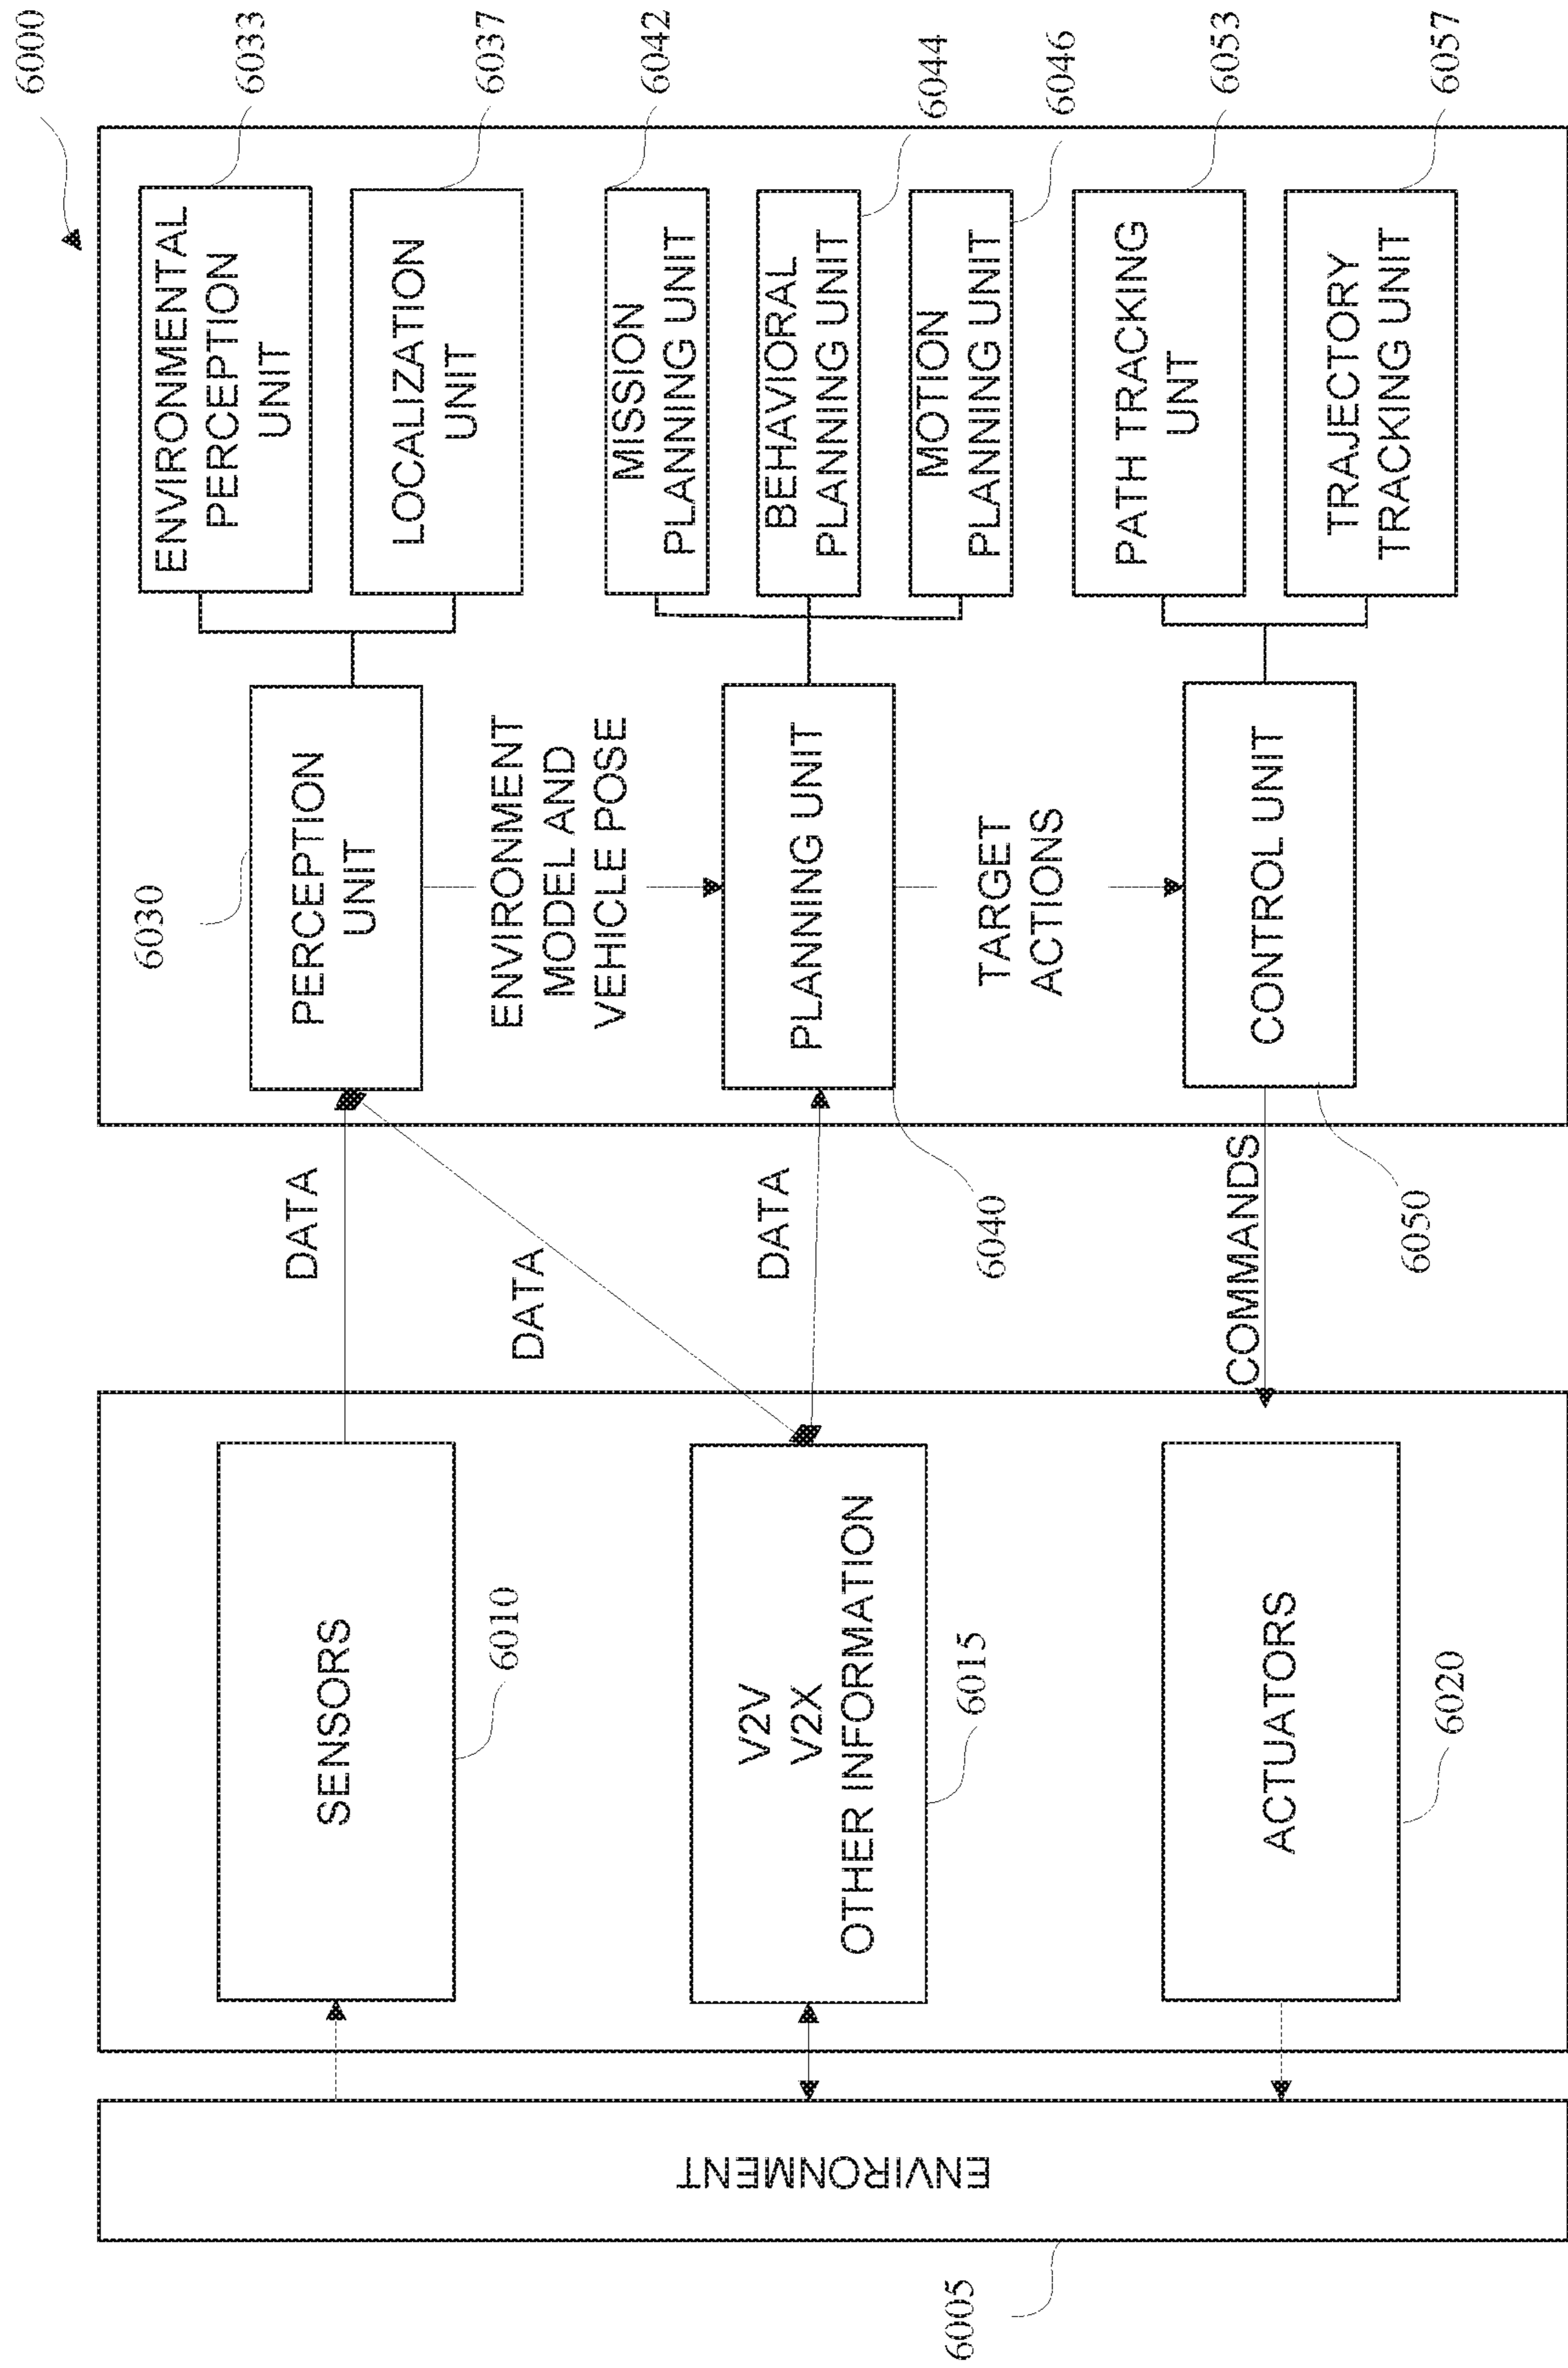 6000
ENVIRONMENT
6005
SENSORS
6010
V2V
V2X
OTHER INFORMATION
6015
ACTUATORS
6020
DATA
DATA
DATA
COMMANDS
6030
PERCEPTION
UNIT
ENVIRONMENT
MODEL AND
VEHICLE POSE
PLANNING UNIT
6040
TARGET
ACTIONS
CONTROL UNIT
6050
ENVIRONMENTAL
PERCEPTION
UNIT
6033
LOCALIZATION
UNIT
6037
MISSION
PLANNING UNIT
6042
BEHAVIORAL
PLANNING UNIT
6044
MOTION
PLANNING UNIT
6046
PATH TRACKING
UNT
6053
TRAJECTORY
TRACKING UNIT
6057